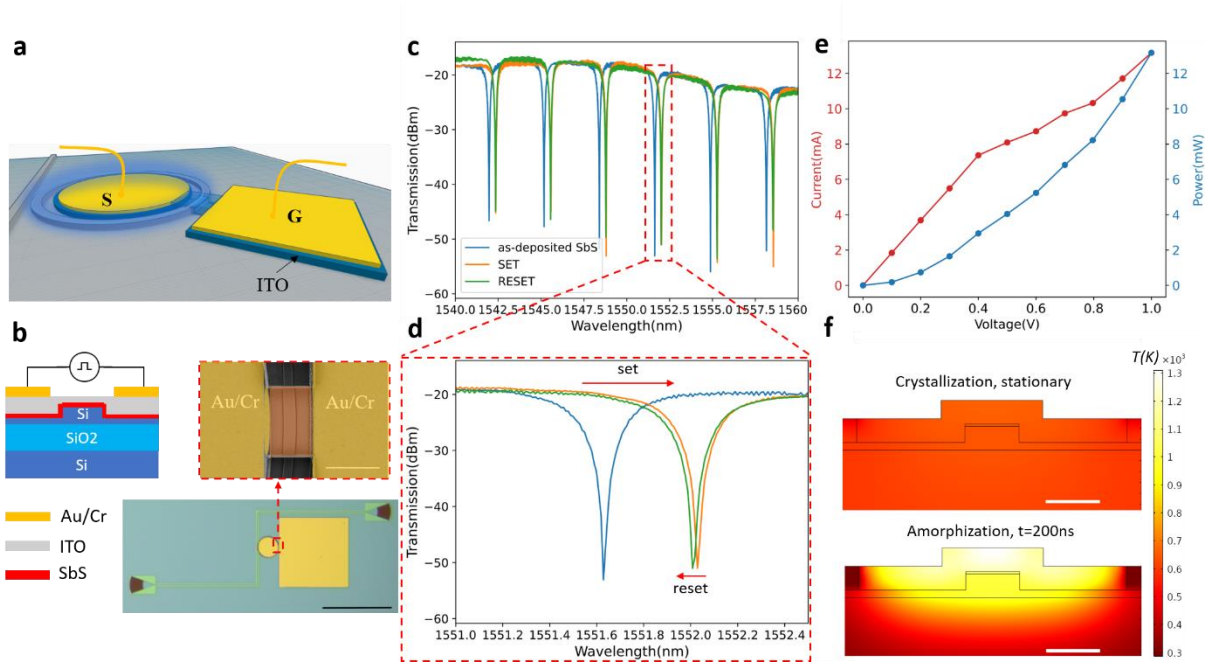 a
S
G
ITO
b
Si
SiO2
Si
Au/Cr
ITO
SbS
Au/Cr
Au/Cr
c
Transmission(dBm)
−20
−30
−40
−50
−60
as-deposited SbS
SET
RESET
1540.0 1542.5 1545.0 1547.5 1550.0 1552.5 1555.0 1557.5 1560
Wavelength(nm)
d
Transmission(dBm)
−20
−30
−40
−50
−60
set
reset
1551.0 1551.2 1551.4 1551.6 1551.8 1552.0 1552.2 1552.4
Wavelength(nm)
e
Current(mA)
12
10
8
6
4
2
0
Power(mW)
12
10
8
6
4
2
0
0.0 0.2 0.4 0.6 0.8 1.0
Voltage(V)
f
T(K) ×10³
Crystallization, stationary
Amorphization, t=200ns
1.3
1.2
1.1
1
0.9
0.8
0.7
0.6
0.5
0.4
0.3